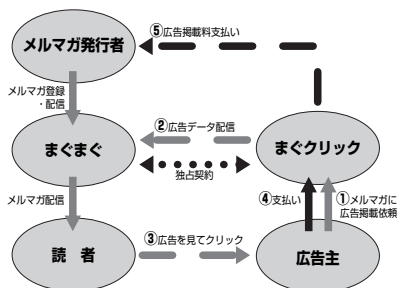 ⑤広告掲載料支払い
メルマガ発行者
メルマガ登録
・配信
②広告データ配信
まぐまぐ
まぐクリック
独占契約
メルマガ配信
④支払い
①メルマガに
広告掲載依頼
③広告を見てクリック
読　者
広告主